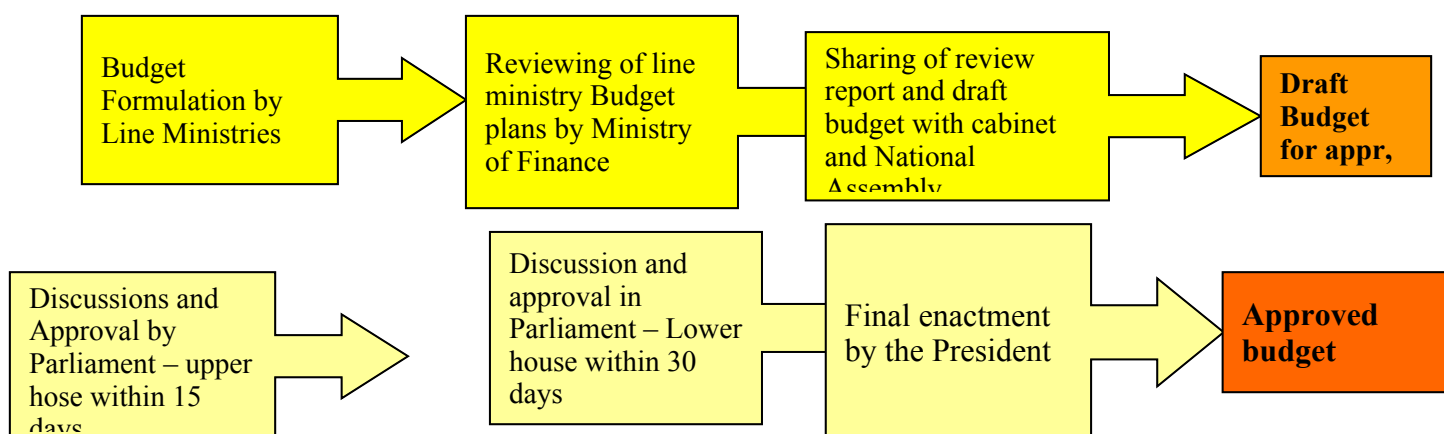 Budget
Formulation by
Line Ministries
Reviewing of line
ministry Budget
plans by Ministry
of Finance
Sharing of review
report and draft
budget with cabinet
and National
Assembly
Draft
Budget
for appr,
Discussions and
Approval by
Parliament – upper
hose within 15
days
Discussion and
approval in
Parliament – Lower
house within 30
days
Final enactment
by the President
Approved
budget